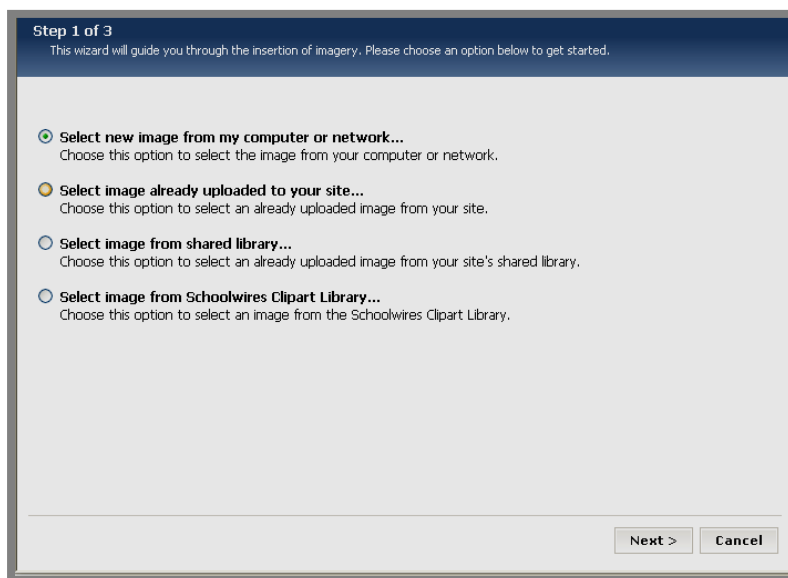 Step 1 of 3
This wizard will guide you through the insertion of imagery. Please choose an option below to get started.
Select new image from my computer or network...
Choose this option to select the image from your computer or network.
Select image already uploaded to your site...
Choose this option to select an already uploaded image from your site.
Select image from shared library...
Choose this option to select an already uploaded image from your site's shared library.
Select image from Schoolwires Clipart Library...
Choose this option to select an image from the Schoolwires Clipart Library.
Next > Cancel